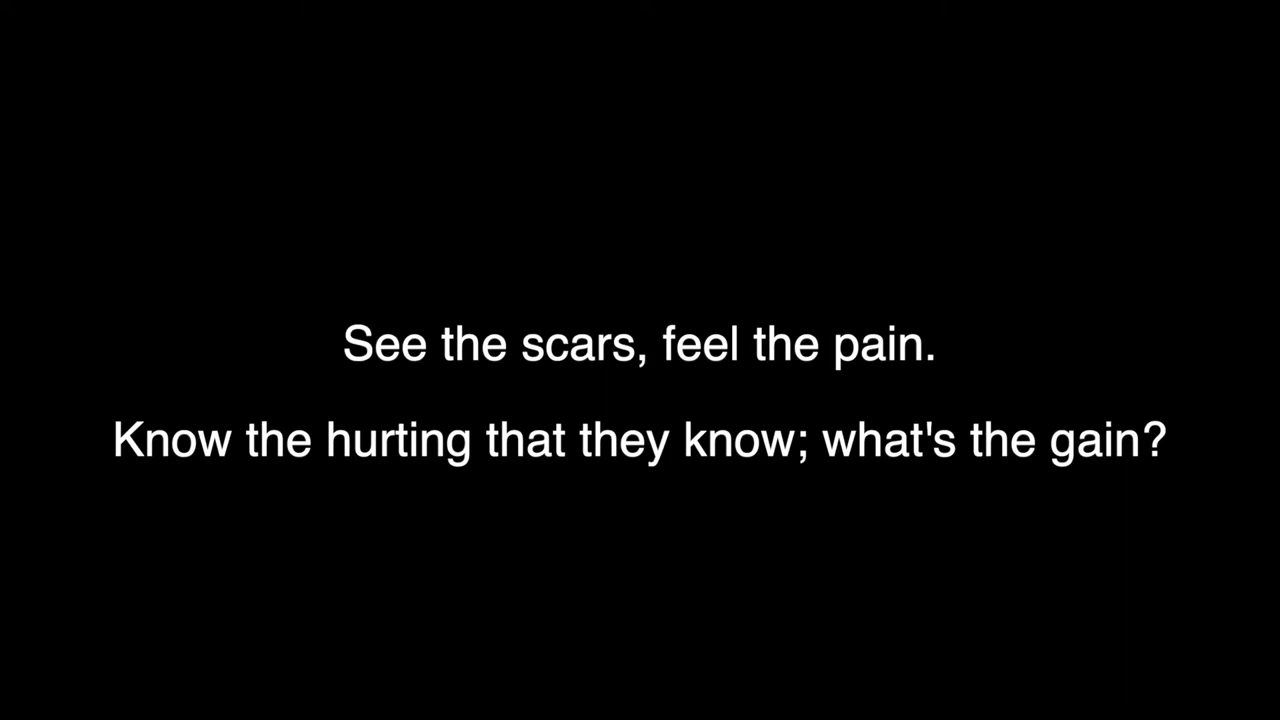 See the scars, feel the pain.
Know the hurting that they know; what's the gain?